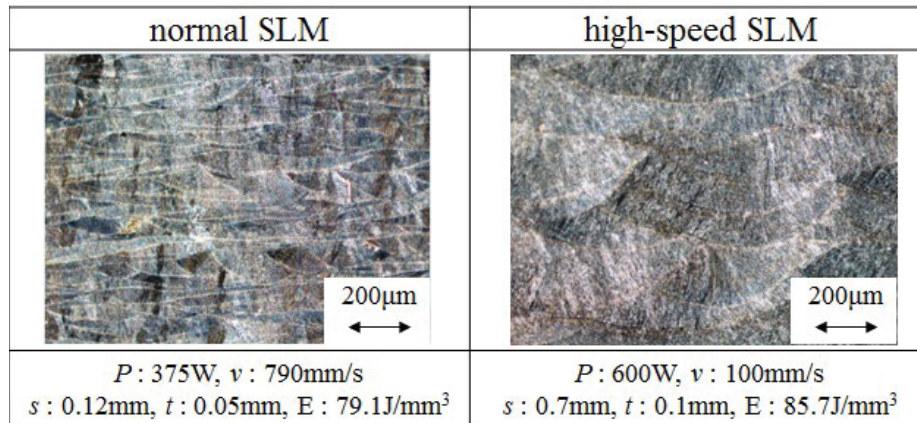 normal SLM
high-speed SLM
200μm
200μm
P : 375W, v : 790mm/s
s : 0.12mm, t : 0.05mm, E : 79.1J/mm³
P : 600W, v : 100mm/s
s : 0.7mm, t : 0.1mm, E : 85.7J/mm³